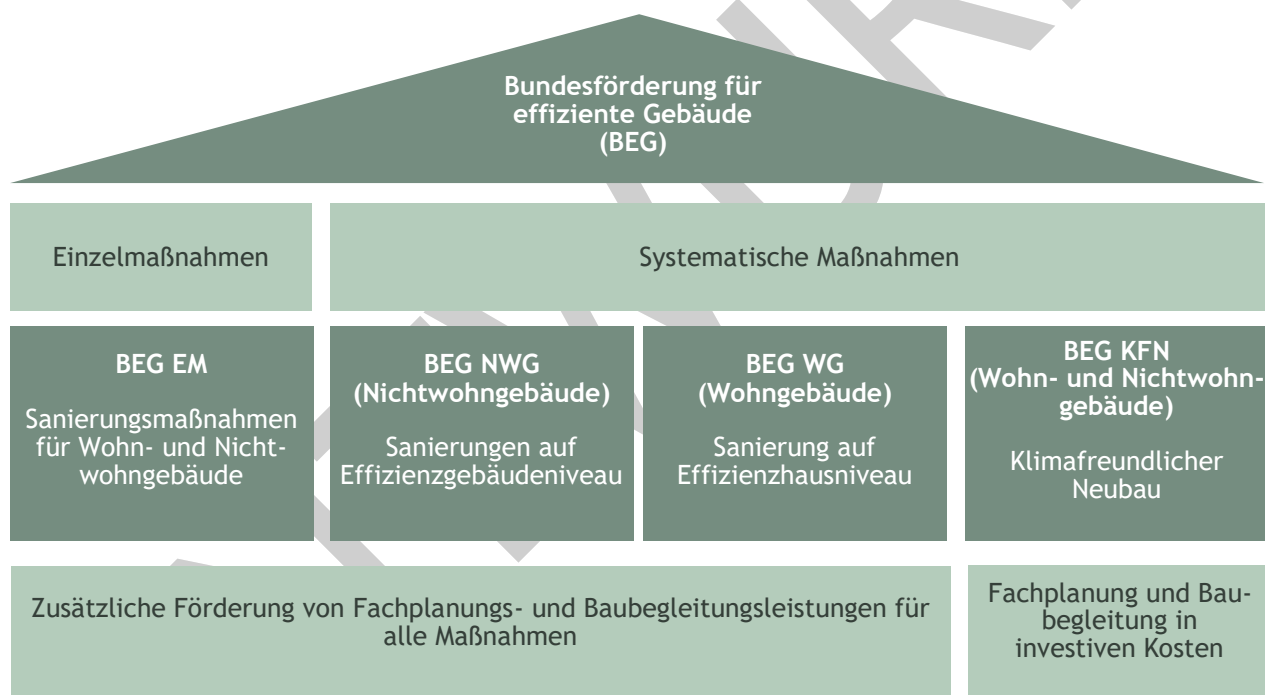 Bundesförderung für
effiziente Gebäude
(BEG)
Einzelmaßnahmen
Systematische Maßnahmen
BEG EM
Sanierungsmaßnahmen
für Wohn- und Nicht-
wohngebäude
BEG NWG
(Nichtwohngebäude)
Sanierungen auf
Effizienzgebäudeniveau
BEG WG
(Wohngebäude)
Sanierung auf
Effizienzhausniveau
BEG KFN
(Wohn- und Nichtwohn-
gebäude)
Klimafreundlicher
Neubau
Zusätzliche Förderung von Fachplanungs- und Baubegleitungsleistungen für
alle Maßnahmen
Fachplanung und Bau-
begleitung in
investiven Kosten